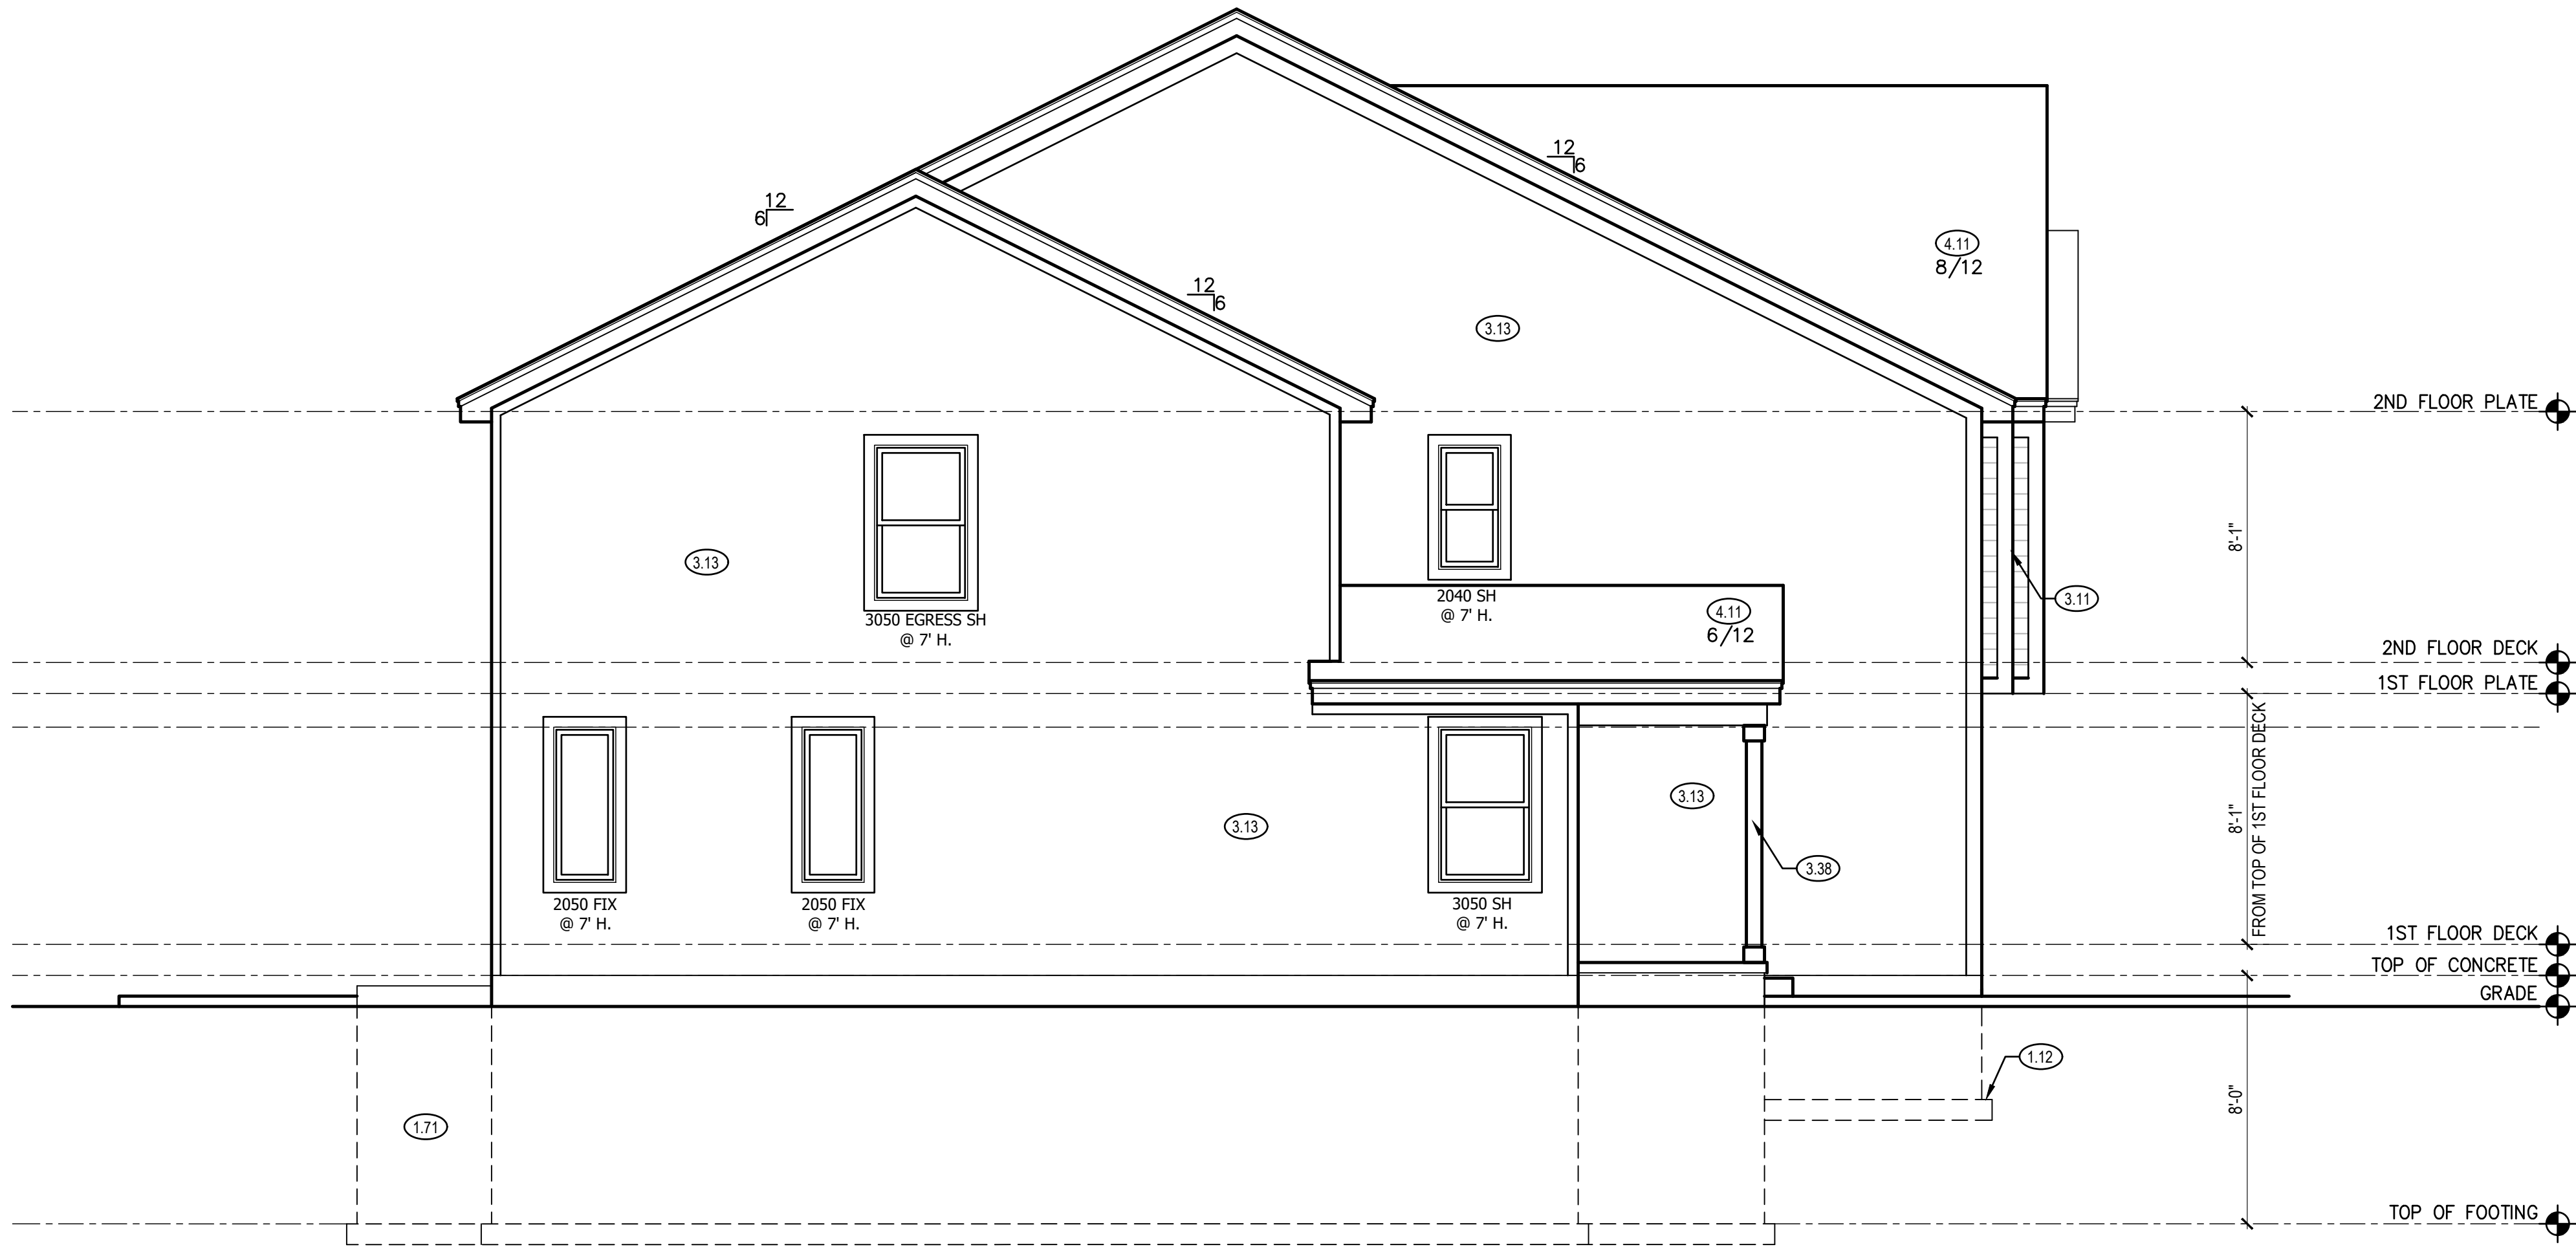 12
6
12
6
4.11
8/12
12
6
3.13
2ND FLOOR PLATE
8'-1"
3.13
3050 EGRESS SH
@ 7' H.
2040 SH
@ 7' H.
4.11
6/12
3.11
2ND FLOOR DECK
1ST FLOOR PLATE
8'-1"
FROM TOP OF 1ST FLOOR DECK
3.13
3.13
3.38
2050 FIX
@ 7' H.
2050 FIX
@ 7' H.
3050 SH
@ 7' H.
1ST FLOOR DECK
TOP OF CONCRETE
GRADE
1.12
8'-0"
1.71
TOP OF FOOTING